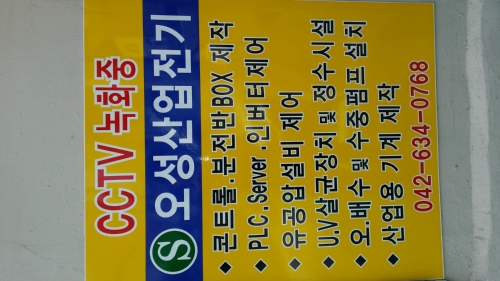 CCTV 녹화중
S 오성산업전기
◆ 콘트롤.분전반BOX 제작
◆ PLC.Server.인버터제어
◆ 유공압설비 제어
◆ U.V살균장치 및 정수시설
◆ 오.배수 및 수중펌프 설치
◆ 산업용 기계 제작
042-634-0768